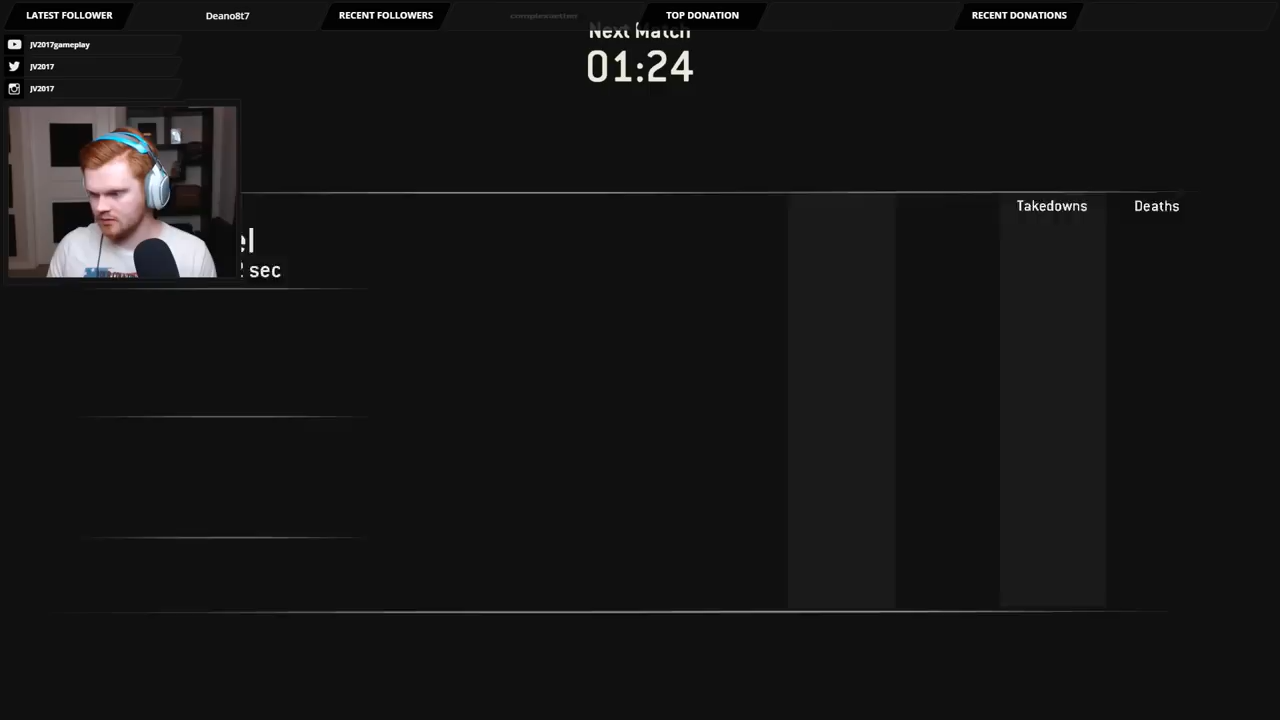 LATEST FOLLOWER Deano8t7 RECENT FOLLOWERS TOP DONATION RECENT DONATIONS
JV2017gameplay
JV2017
JV2017
Next Match
01:24
Takedowns Deaths
el
sec